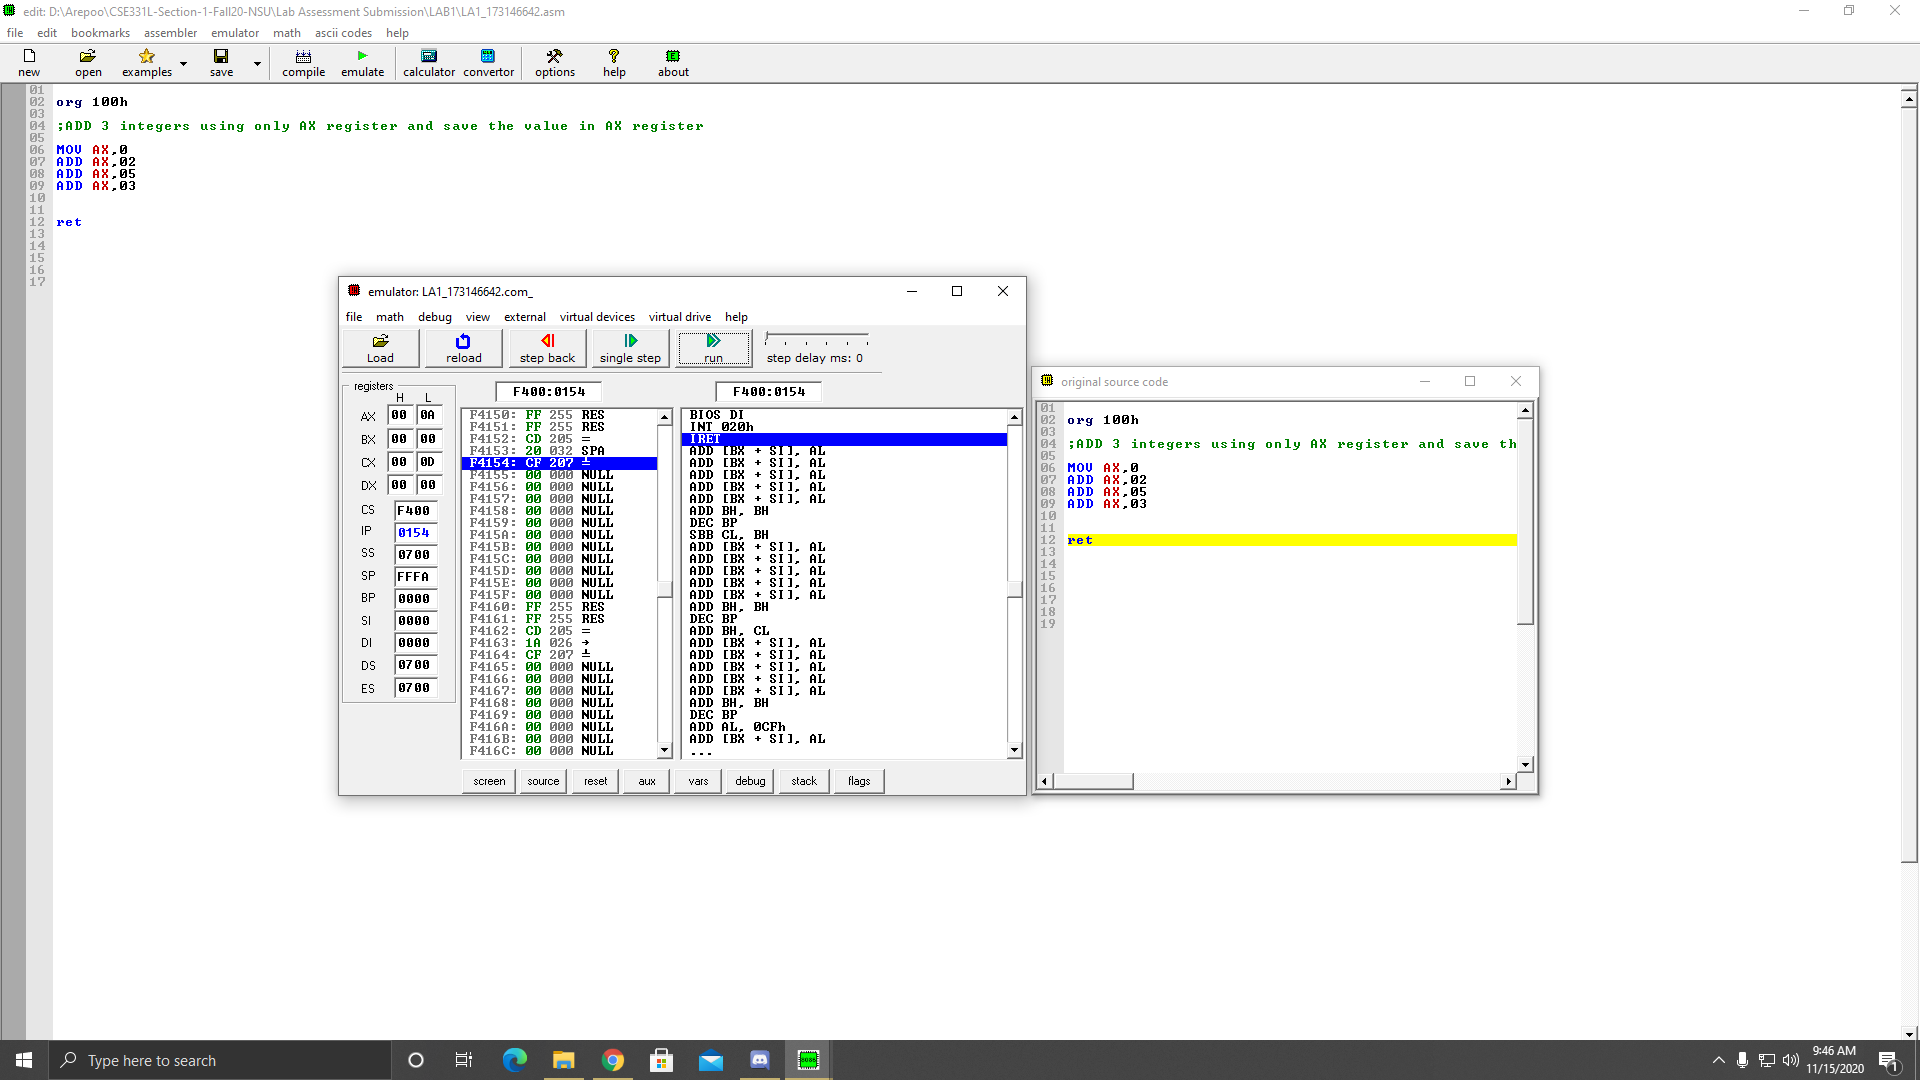 edit: D:\Arepoo\CSE331L-Section-1-Fall20-NSU\Lab Assessment Submission\LAB1\LA1_173146642.asm
file edit bookmarks assembler emulator math ascii codes help
new open examples save compile emulate calculator convertor options help about
01
02 org 100h
03
04 ;ADD 3 integers using only AX register and save the value in AX register
05
06 MOV AX,0
07 ADD AX,02
08 ADD AX,05
09 ADD AX,03
10
11
12 ret
13
14
15
16
17
emulator: LA1_173146642.com_
file math debug view external virtual devices virtual drive help
Load reload step back single step run step delay ms: 0
registers
H L
AX 00 0A
BX 00 00
CX 00 0D
DX 00 00
CS F400
IP 0154
SS 0700
SP FFFA
BP 0000
SI 0000
DI 0000
DS 0700
ES 0700
F400:0154 F400:0154
F4150: FF 255 RES
F4151: FF 255 RES
F4152: CD 205 =
F4153: 20 032 SPA
F4154: CF 207 ╧
F4155: 00 000 NULL
F4156: 00 000 NULL
F4157: 00 000 NULL
F4158: 00 000 NULL
F4159: 00 000 NULL
F415A: 00 000 NULL
F415B: 00 000 NULL
F415C: 00 000 NULL
F415D: 00 000 NULL
F415E: 00 000 NULL
F415F: 00 000 NULL
F4160: FF 255 RES
F4161: FF 255 RES
F4162: CD 205 =
F4163: 1A 026 →
F4164: CF 207 ╧
F4165: 00 000 NULL
F4166: 00 000 NULL
F4167: 00 000 NULL
F4168: 00 000 NULL
F4169: 00 000 NULL
F416A: 00 000 NULL
F416B: 00 000 NULL
F416C: 00 000 NULL
BIOS DI
INT 020h
IRET
ADD [BX + SI], AL
ADD [BX + SI], AL
ADD [BX + SI], AL
ADD [BX + SI], AL
ADD [BX + SI], AL
ADD BH, BH
DEC BP
SBB CL, BH
ADD [BX + SI], AL
ADD [BX + SI], AL
ADD [BX + SI], AL
ADD [BX + SI], AL
ADD [BX + SI], AL
ADD BH, BH
DEC BP
ADD BH, CL
ADD [BX + SI], AL
ADD [BX + SI], AL
ADD [BX + SI], AL
ADD [BX + SI], AL
ADD [BX + SI], AL
ADD BH, BH
DEC BP
ADD AL, 0CFh
ADD [BX + SI], AL
...
screen source reset aux vars debug stack flags
original source code
01
02 org 100h
03
04 ;ADD 3 integers using only AX register and save th
05
06 MOV AX,0
07 ADD AX,02
08 ADD AX,05
09 ADD AX,03
10
11
12 ret
13
14
15
16
17
18
19
Type here to search
9:46 AM
11/15/2020
1